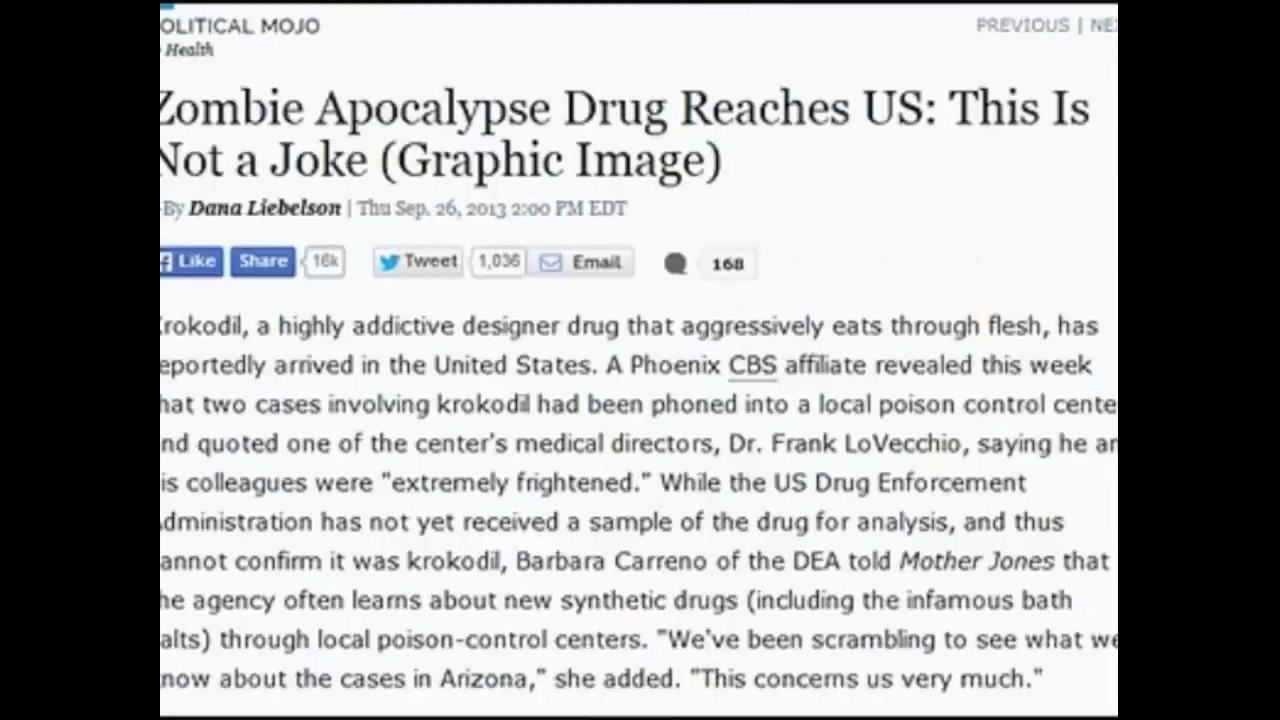 OLITICAL MOJO
PREVIOUS | NE
Health
Zombie Apocalypse Drug Reaches US: This Is
Not a Joke (Graphic Image)
By Dana Liebelson | Thu Sep. 26, 2013 2:00 PM EDT
Like Share 16k Tweet 1,036 Email 168
rokodil, a highly addictive designer drug that aggressively eats through flesh, has
eportedly arrived in the United States. A Phoenix CBS affiliate revealed this week
hat two cases involving krokodil had been phoned into a local poison control cente
nd quoted one of the center's medical directors, Dr. Frank LoVecchio, saying he an
is colleagues were "extremely frightened." While the US Drug Enforcement
dministration has not yet received a sample of the drug for analysis, and thus
annot confirm it was krokodil, Barbara Carreno of the DEA told Mother Jones that
he agency often learns about new synthetic drugs (including the infamous bath
alts) through local poison-control centers. "We've been scrambling to see what we
now about the cases in Arizona," she added. "This concerns us very much."